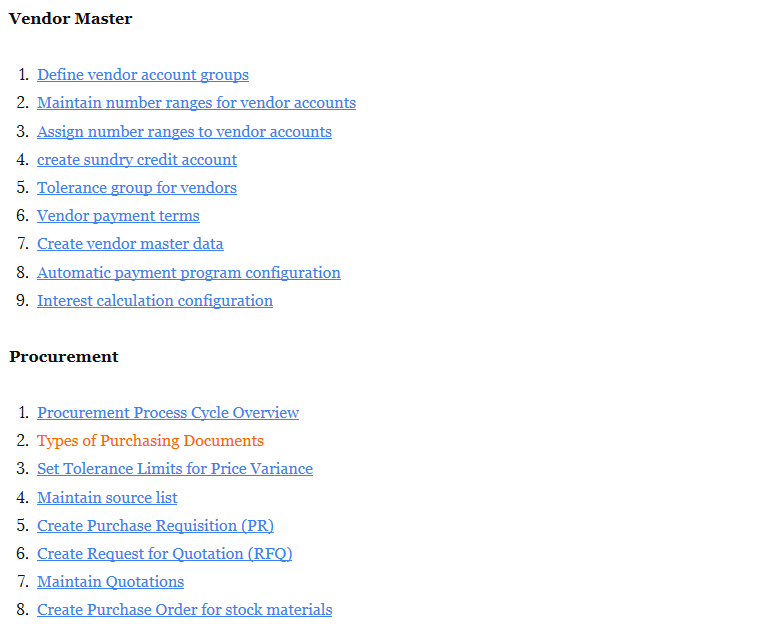 Vendor Master
1. Define vendor account groups
2. Maintain number ranges for vendor accounts
3. Assign number ranges to vendor accounts
4. create sundry credit account
5. Tolerance group for vendors
6. Vendor payment terms
7. Create vendor master data
8. Automatic payment program configuration
9. Interest calculation configuration
Procurement
1. Procurement Process Cycle Overview
2. Types of Purchasing Documents
3. Set Tolerance Limits for Price Variance
4. Maintain source list
5. Create Purchase Requisition (PR)
6. Create Request for Quotation (RFQ)
7. Maintain Quotations
8. Create Purchase Order for stock materials